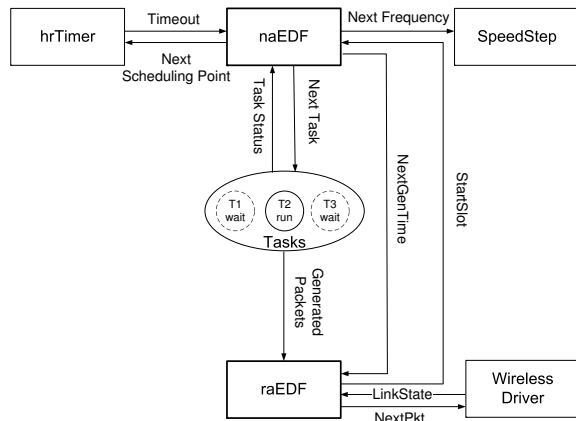 hrTimer
Timeout
Next
Scheduling Point
naEDF
Next Frequency
SpeedStep
Task Status
Next Task
NextGenTime
StartSlot
T1
wait
T2
run
T3
wait
Tasks
Generated
Packets
raEDF
LinkState
NextPkt
Wireless
Driver